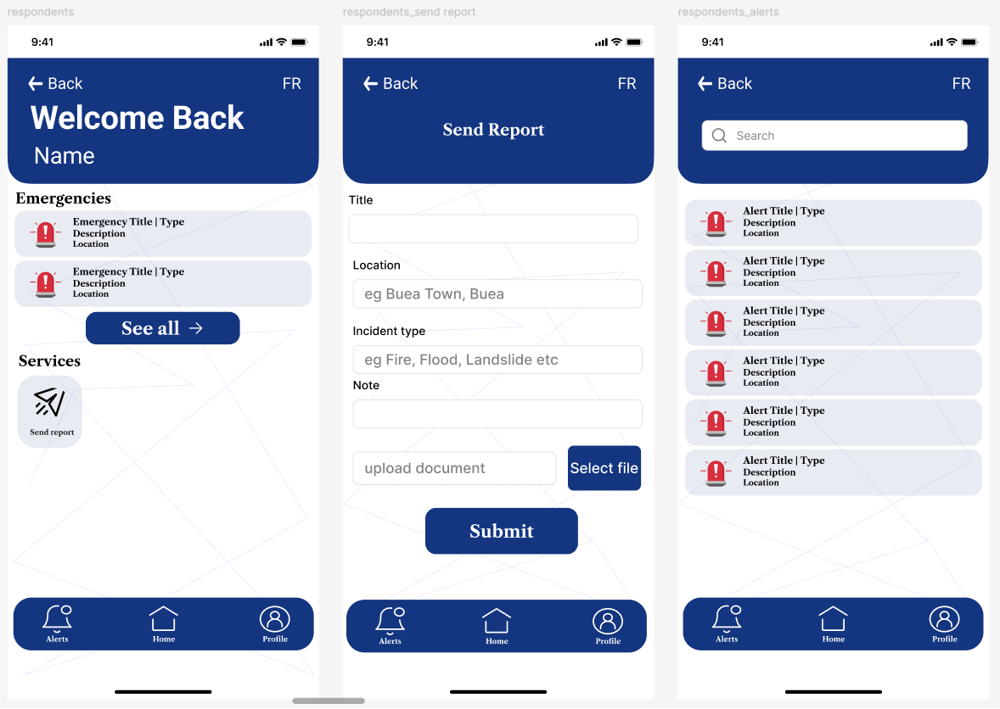 respondents
9:41
Back
FR
Welcome Back
Name
Emergencies
Emergency Title | Type
Description
Location
Emergency Title | Type
Description
Location
See all
Services
Send report
Alerts
Home
Profile
respondents_send report
9:41
Back
FR
Send Report
Title
Location
eg Buea Town, Buea
Incident type
eg Fire, Flood, Landslide etc
Note
upload document
Select file
Submit
Alerts
Home
Profile
respondents_alerts
9:41
Back
FR
Search
Alert Title | Type
Description
Location
Alert Title | Type
Description
Location
Alert Title | Type
Description
Location
Alert Title | Type
Description
Location
Alert Title | Type
Description
Location
Alert Title | Type
Description
Location
Alerts
Home
Profile